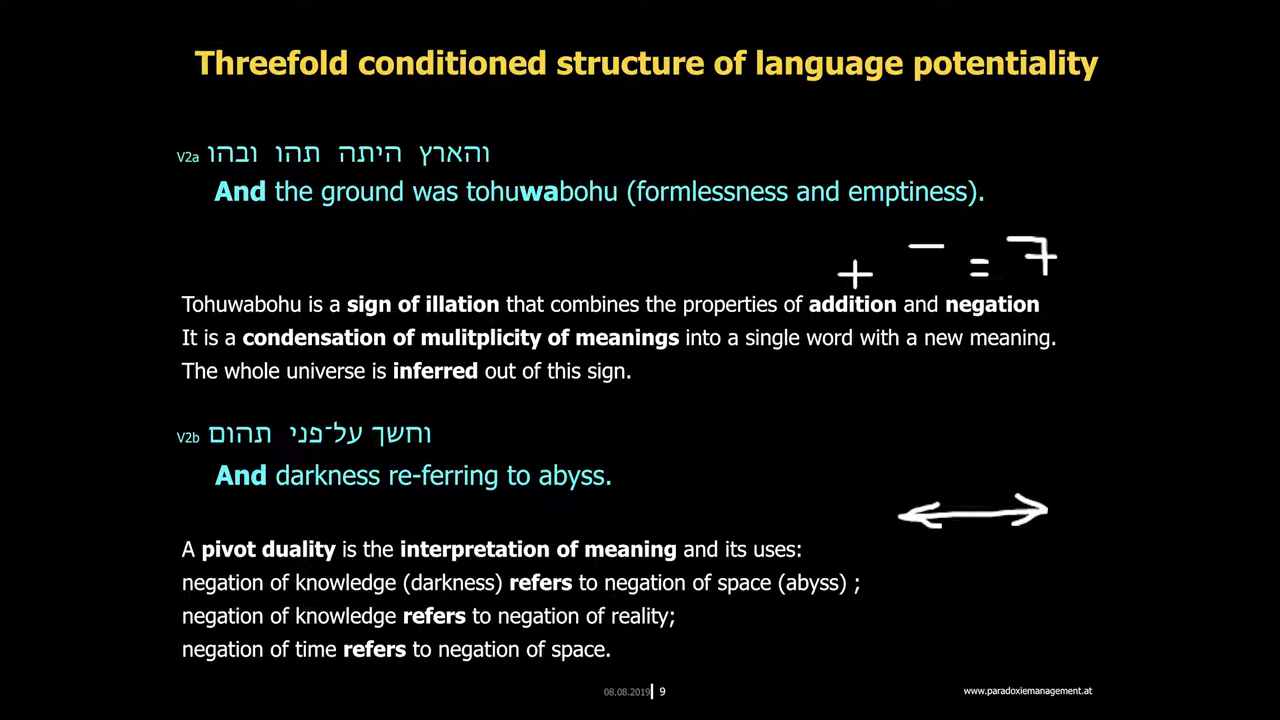 Threefold conditioned structure of language potentiality
V2a והארץ היתה תהו ובהו
And the ground was tohuwabohu (formlessness and emptiness).
+ − = ⌐+
Tohuwabohu is a sign of illation that combines the properties of addition and negation
It is a condensation of mulitplicity of meanings into a single word with a new meaning.
The whole universe is inferred out of this sign.
V2b וחשך על־פני תהום
And darkness re-ferring to abyss.
A pivot duality is the interpretation of meaning and its uses:
negation of knowledge (darkness) refers to negation of space (abyss) ;
negation of knowledge refers to negation of reality;
negation of time refers to negation of space.
08.08.2019 9
www.paradoxiemanagement.at